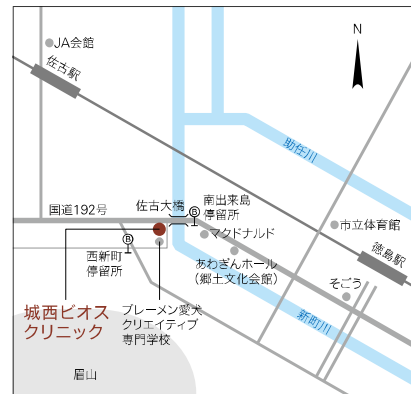 N
JA会館
佐古駅
助任川
佐古大橋
南出来島
停留所
B
国道192号
マクドナルド
市立体育館
徳島駅
B
西新町
停留所
あわぎんホール
（郷土文化会館）
そごう
城西ビオス
クリニック
ブレーメン愛犬
クリエイティブ
専門学校
新町川
眉山